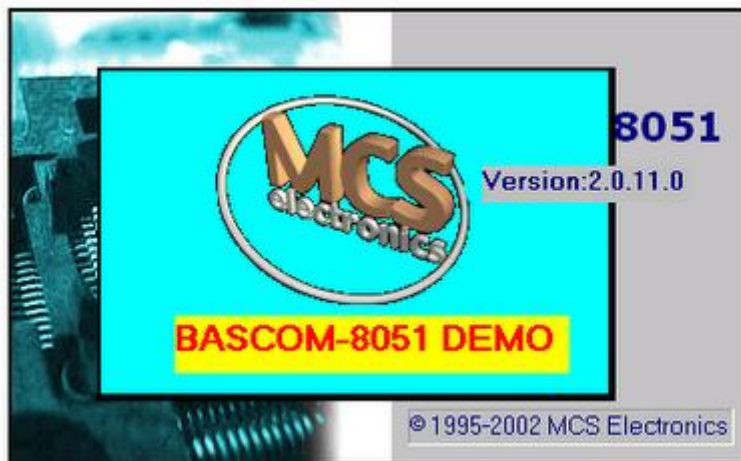 8051
MCS
electronics
Version:2.0.11.0
BASCOM-8051 DEMO
© 1995-2002 MCS Electronics